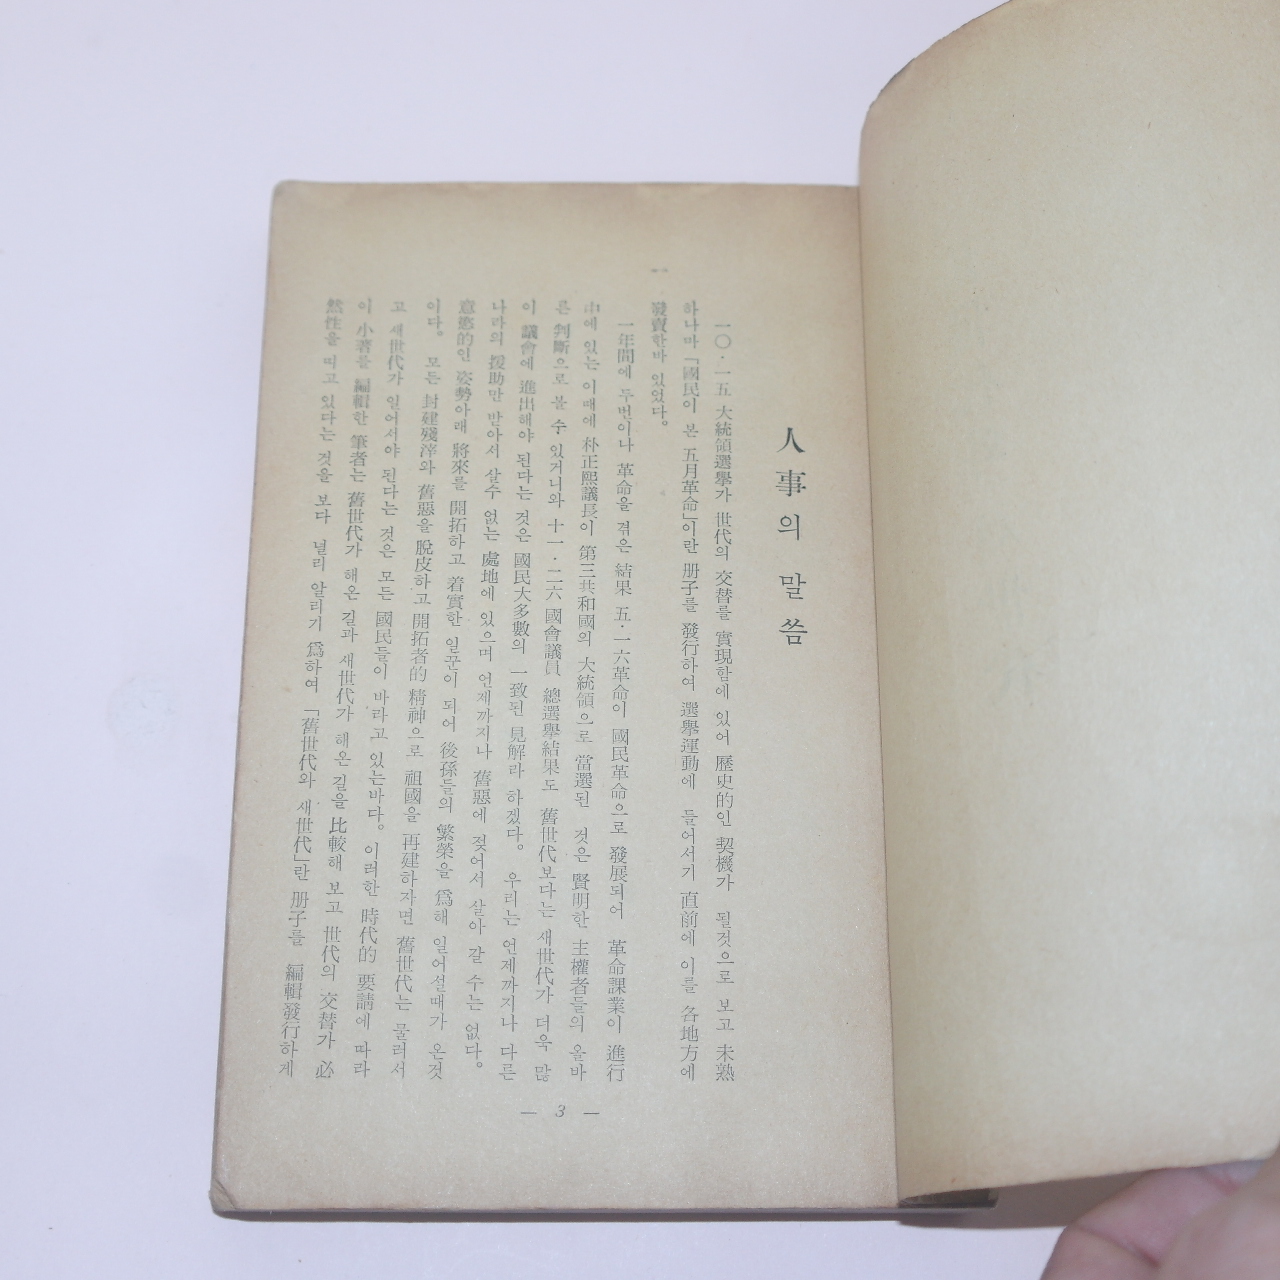 人事의 말씀
一〇·一五 大統領選擧가 世代의 交替를 實現함에 있어 歷史的인 契機가 될것으로 보고 未熟
하나마 「國民이 본 五月革命」이란 册子를 發行하여 選擧運動에 들어서기 直前에 이를 各地方에
發賣한바 있었다。
一年間에 두번이나 革命을 겪은 結果 五·一六革命이 國民革命으로 發展되어 革命課業이 進行
中에 있는 이때에 朴正熙議長이 第三共和國의 大統領으로 當選된 것은 賢明한 主權者들의 올바
른 判斷으로 볼 수 있거니와 十一·二六 國會議員 總選擧結果도 舊世代보다는 새世代가 더욱 많
이 議會에 進出해야 된다는 것은 國民大多數의 一致된 見解라 하겠다。 우리는 언제까지나 다른
나라의 援助만 받아서 살수 없는 處地에 있으며 언제까지나 舊惡에 젖어서 살아 갈 수는 없다。
意慾的인 姿勢아래 將來를 開拓하고 着實한 일꾼이 되어 後孫들의 繁榮을 爲해 일어설때가 온것
이다。 모든 封建殘滓와 舊惡을 脫皮하고 開拓者的 精神으로 祖國을 再建하자면 舊世代는 물러서
고 새世代가 일어서야 된다는 것은 모든 國民들이 바라고 있는바다。 이러한 時代的 要請에 따라
이 小著를 編輯한 筆者는 舊世代가 해온 길과 새世代가 해온 길을 比較해 보고 世代의 交替가 必
然性을 띠고 있다는 것을 보다 널리 알리기 爲하여 「舊世代와 새世代」란 册子를 編輯發行하게
— 3 —